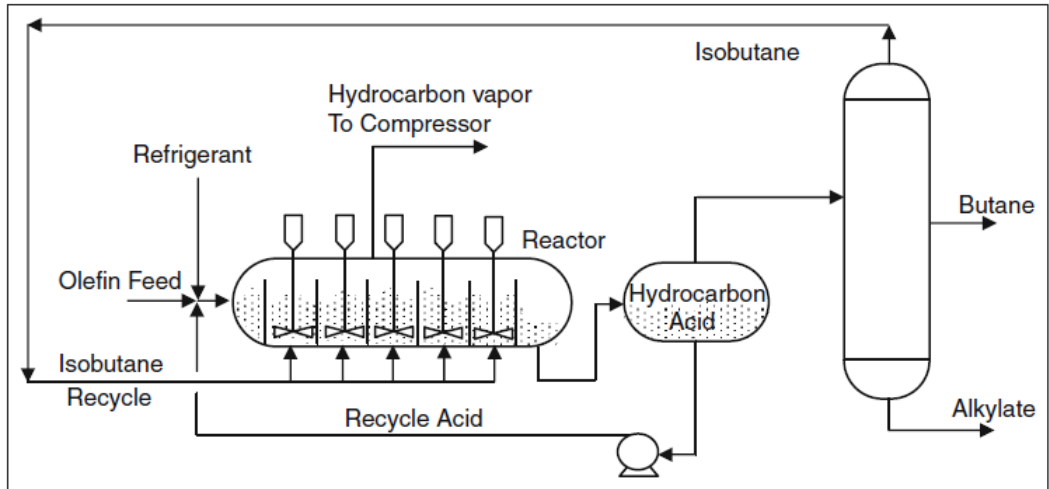 Isobutane
Hydrocarbon vapor
To Compressor
Refrigerant
Butane
Reactor
Olefin Feed
Hydrocarbon
Acid
Isobutane
Recycle
Recycle Acid
Alkylate